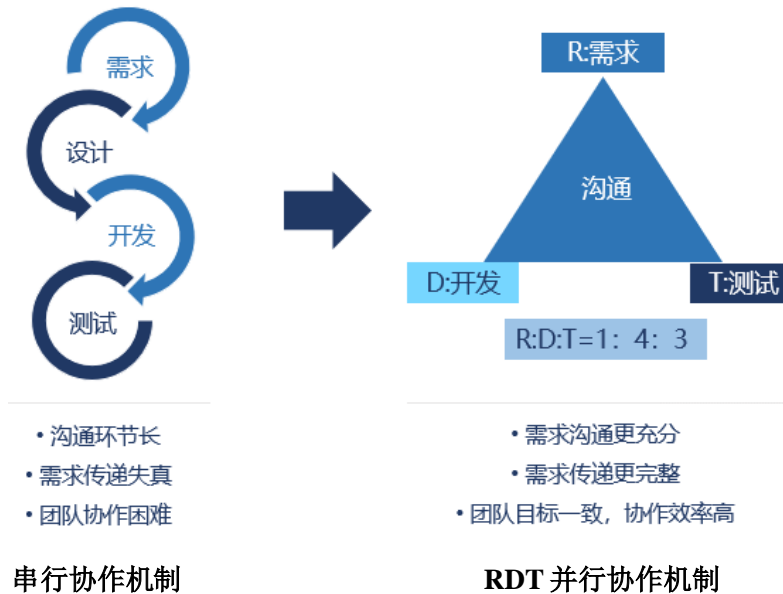 需求
设计
开发
测试
R:需求
沟通
D:开发
T:测试
R:D:T=1：4：3
• 沟通环节长
• 需求传递失真
• 团队协作困难
• 需求沟通更充分
• 需求传递更完整
• 团队目标一致，协作效率高
串行协作机制
RDT 并行协作机制